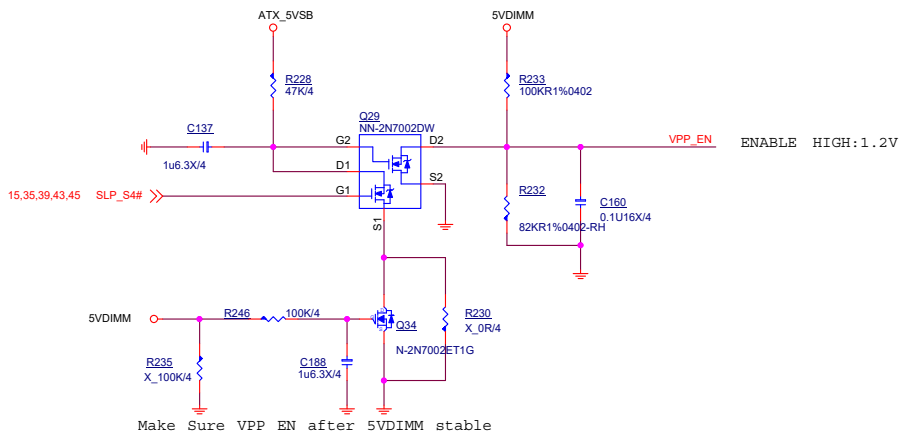 ATX_5VSB
5VDIMM
R228
47K/4
R233
100KR1%0402
Q29
NN-2N7002DW
C137
1u6.3X/4
G2
D2
VPP_EN
ENABLE HIGH:1.2V
D1
S2
15,35,39,43,45
SLP_S4#
G1
R232
82KR1%0402-RH
C160
0.1U16X/4
S1
5VDIMM
R246
100K/4
Q34
N-2N7002ET1G
R230
X_0R/4
R235
X_100K/4
C188
1u6.3X/4
Make Sure VPP EN after 5VDIMM stable